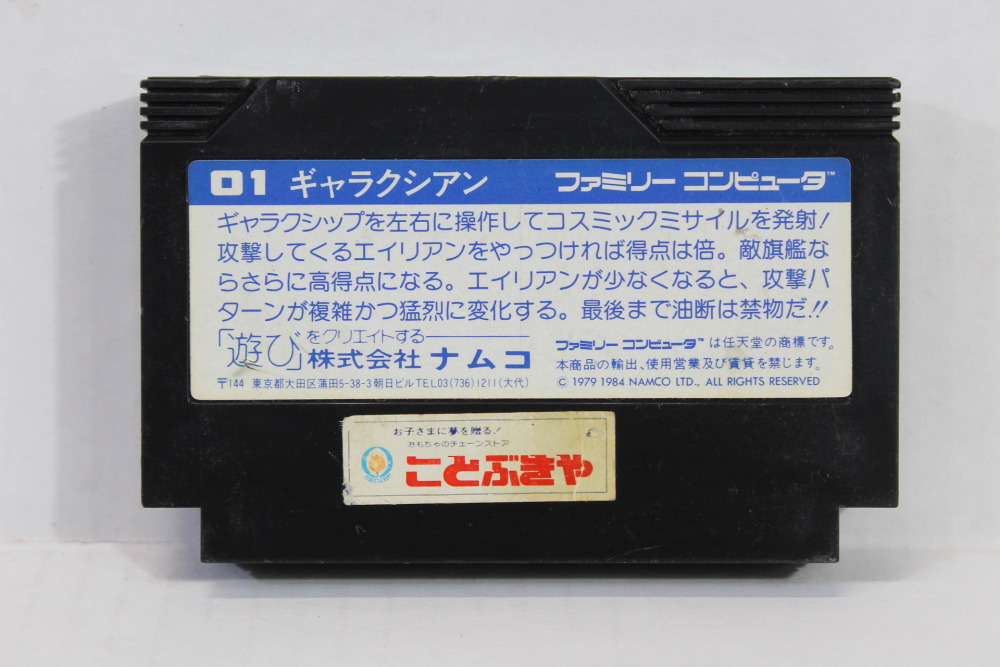 01 ギャラクシアン ファミリー コンピュータ™
ギャラクシップを左右に操作してコスミックミサイルを発射!
攻撃してくるエイリアンをやっつければ得点は倍。敵旗艦な
らさらに高得点になる。エイリアンが少なくなると、攻撃パ
ターンが複雑かつ猛烈に変化する。最後まで油断は禁物だ!!
「遊び」をクリエイトする
株式会社 ナムコ
〒144 東京都大田区蒲田5-38-3朝日ビルTEL.03(736)1211(大代)
ファミリー コンピュータ™ は任天堂の商標です。
本商品の輸出、使用営業及び賃貸を禁じます。
© 1979 1984 NAMCO LTD., ALL RIGHTS RESERVED
お子さまに夢を贈る!
おもちゃのチェーンストア
ことぶきや